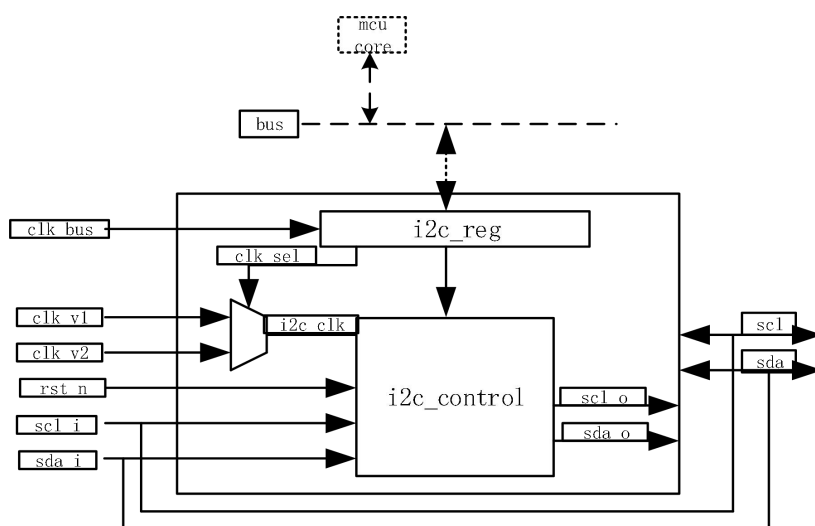 mcu
core
bus
clk_bus
i2c_reg
clk_sel
clk_v1
i2c_clk
scl
clk_v2
sda
rst_n
i2c_control
scl_o
scl_i
sda_o
sda_i